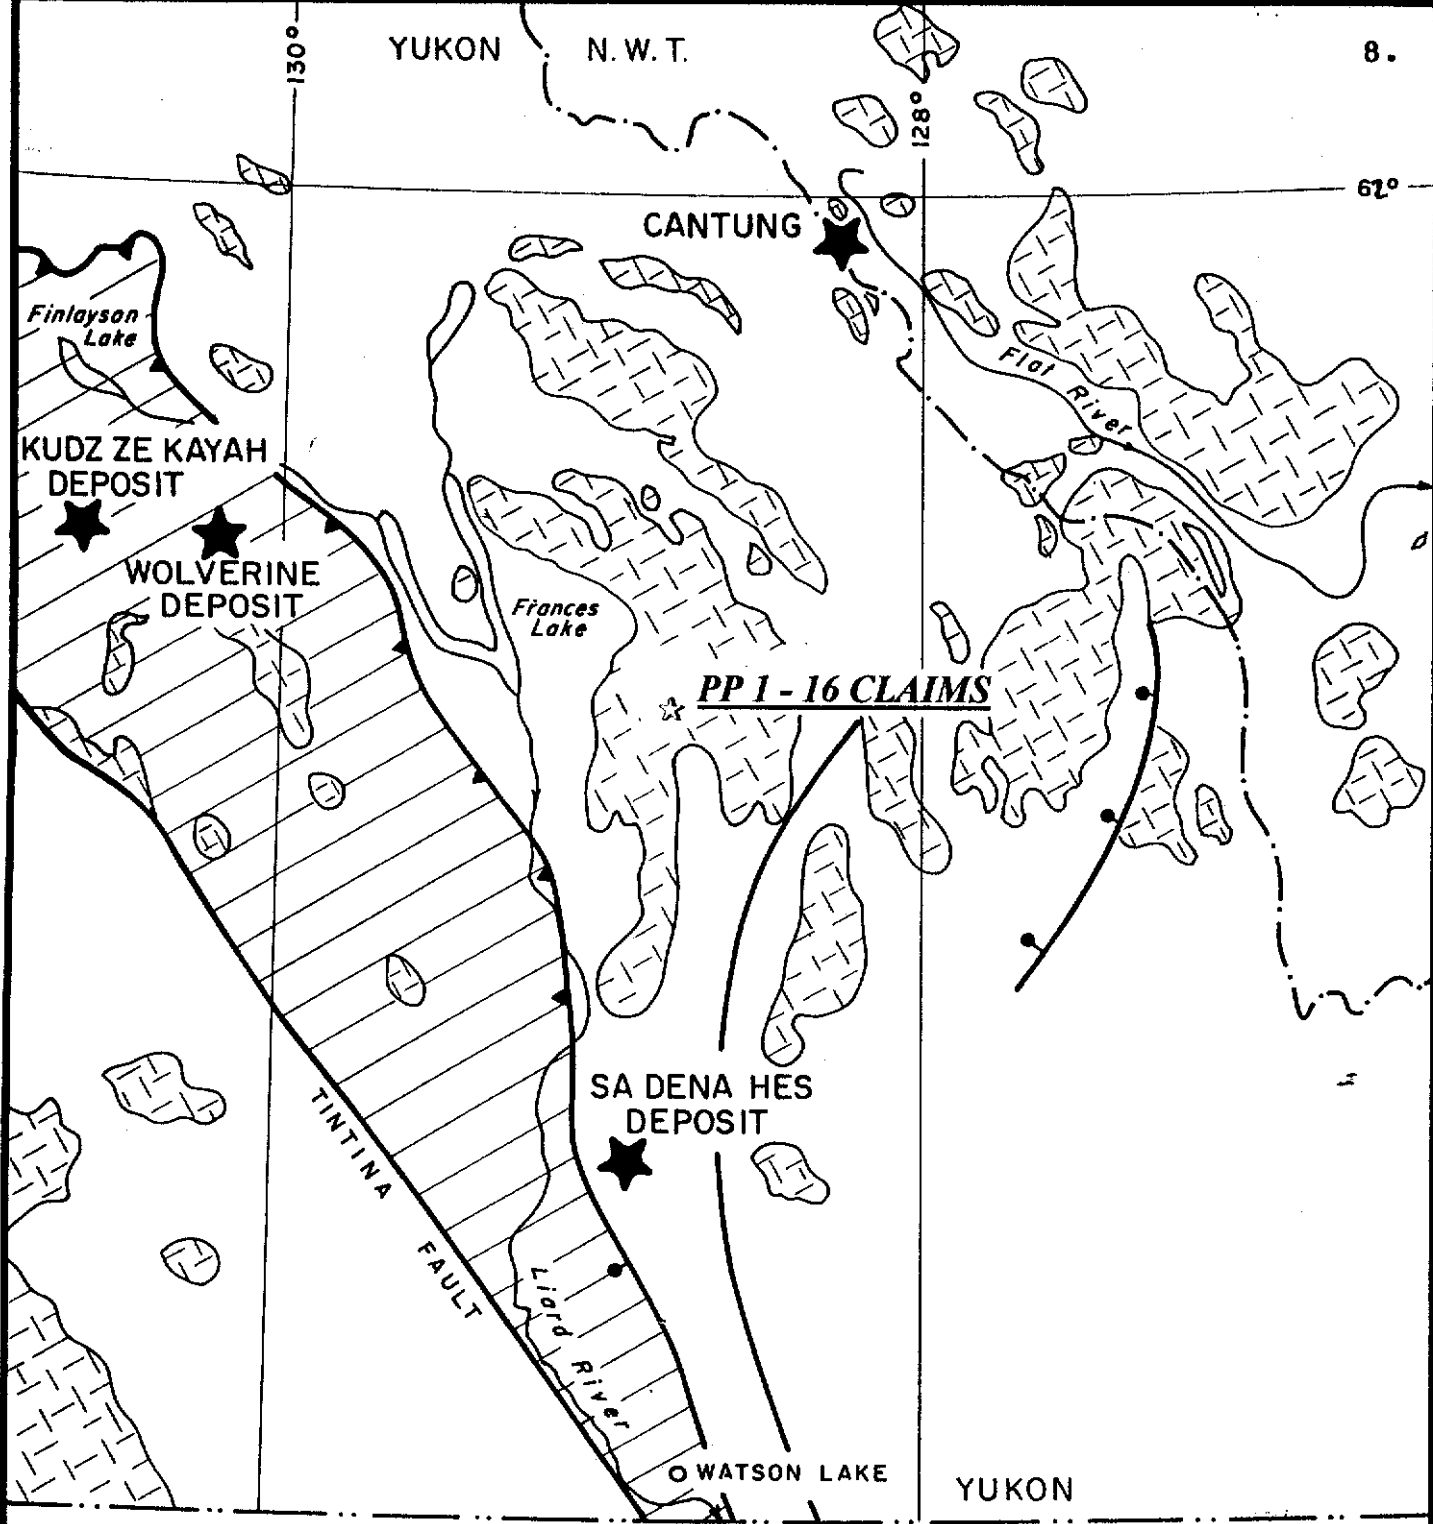 YUKON N.W.T.
8.
130°
128°
62°
CANTUNG
Finlayson
Lake
Flat River
KUDZ ZE KAYAH
DEPOSIT
WOLVERINE
DEPOSIT
Frances
Lake
PP 1 - 16 CLAIMS
SA DENA HES
DEPOSIT
TINTINA FAULT
Liard River
WATSON LAKE
YUKON